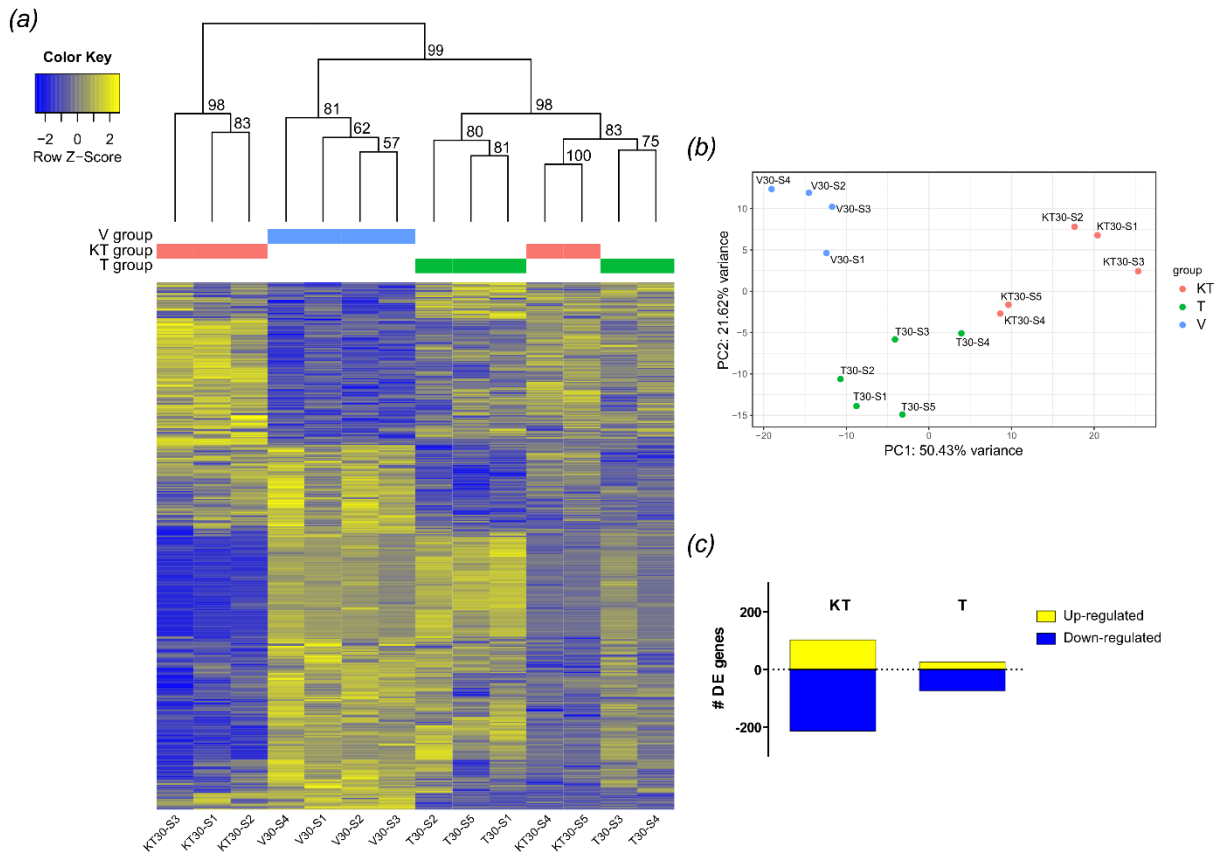 (a)
Color Key
−2 0 2
Row Z−Score
99
98
98
81
83
62
80
83
57
81
75
100
V group
KT group
T group
KT30-S3
KT30-S1
KT30-S2
V30-S4
V30-S1
V30-S2
V30-S3
T30-S2
T30-S5
T30-S1
KT30-S4
KT30-S5
T30-S3
T30-S4
(b)
V30-S4
V30-S2
V30-S3
V30-S1
KT30-S2
KT30-S1
KT30-S3
KT30-S5
KT30-S4
T30-S3
T30-S4
T30-S2
T30-S1
T30-S5
10
5
0
−5
−10
−15
−20 −10 0 10 20
PC1: 50.43% variance
PC2: 21.62% variance
group
KT
T
V
(c)
KT T
200
0
-200
# DE genes
Up-regulated
Down-regulated